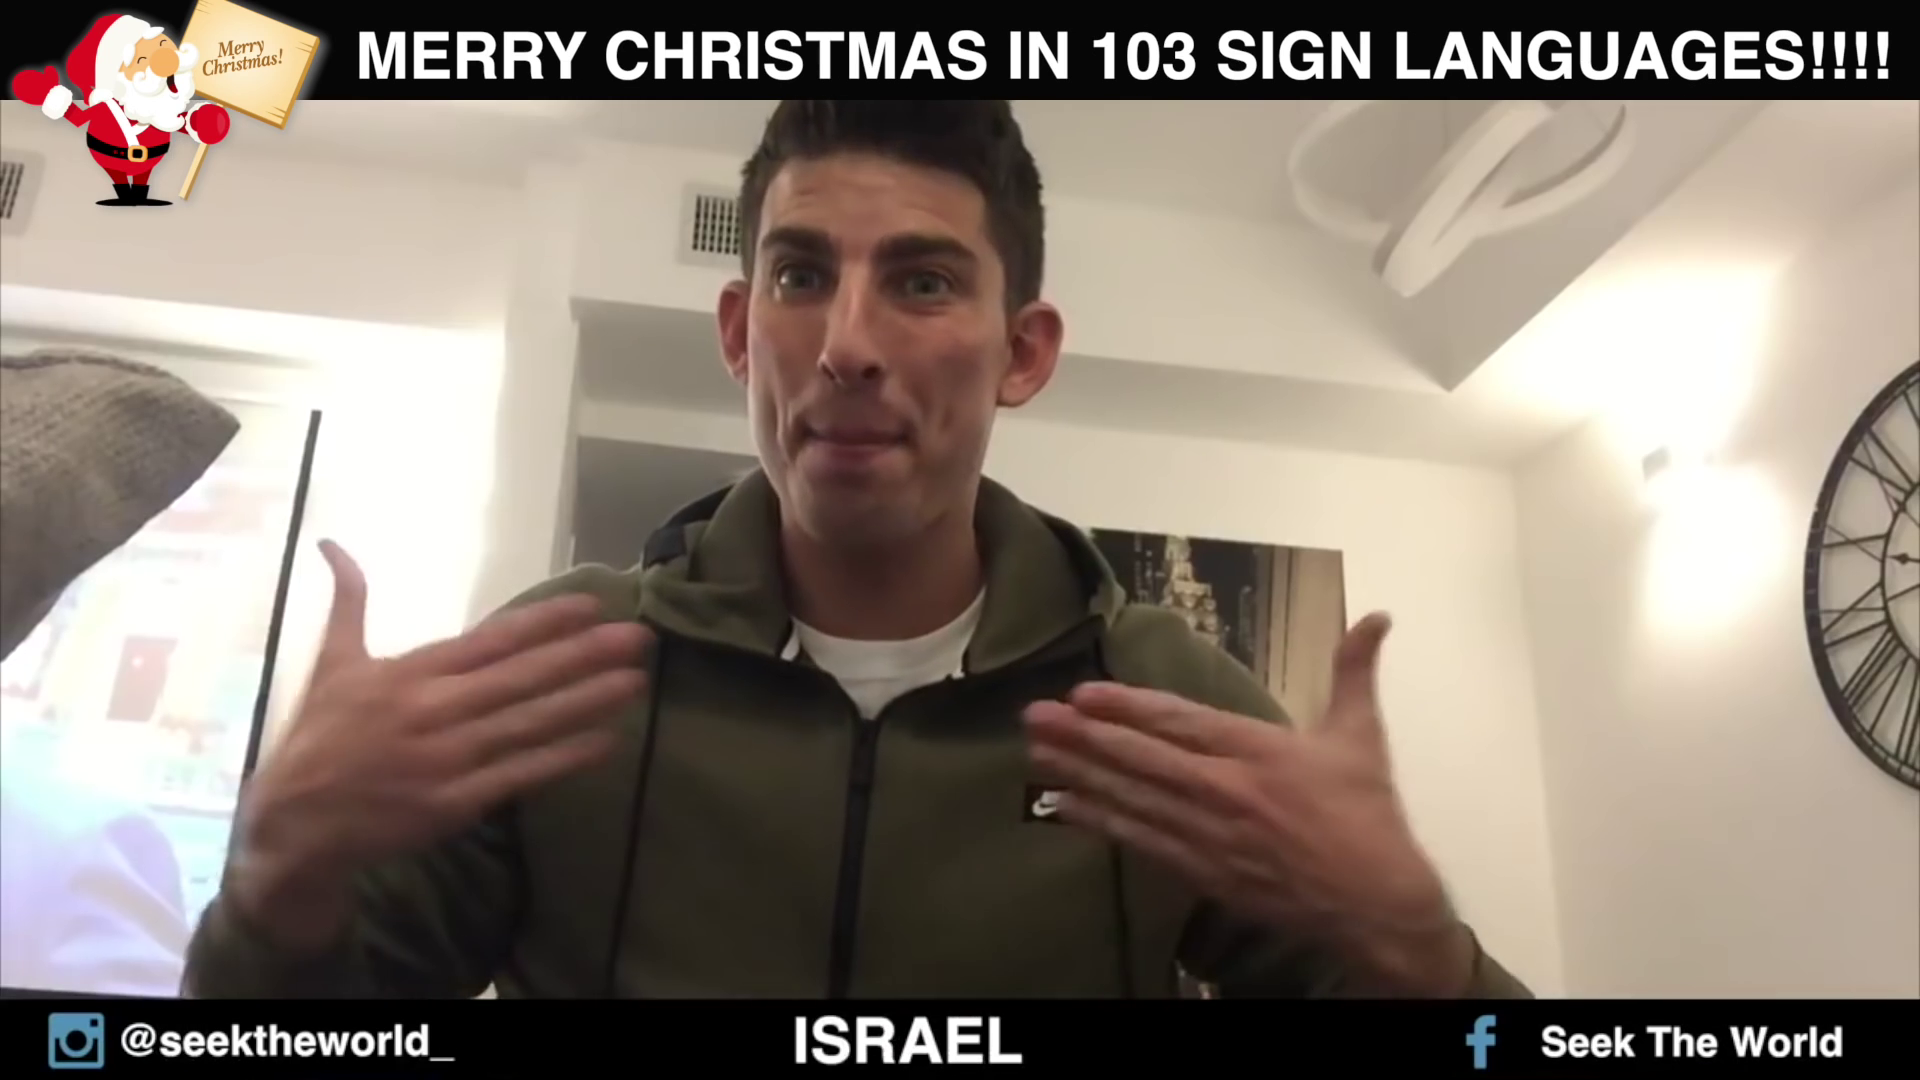 Merry
Christmas!
MERRY CHRISTMAS IN 103 SIGN LANGUAGES!!!!
@seektheworld_
ISRAEL
Seek The World